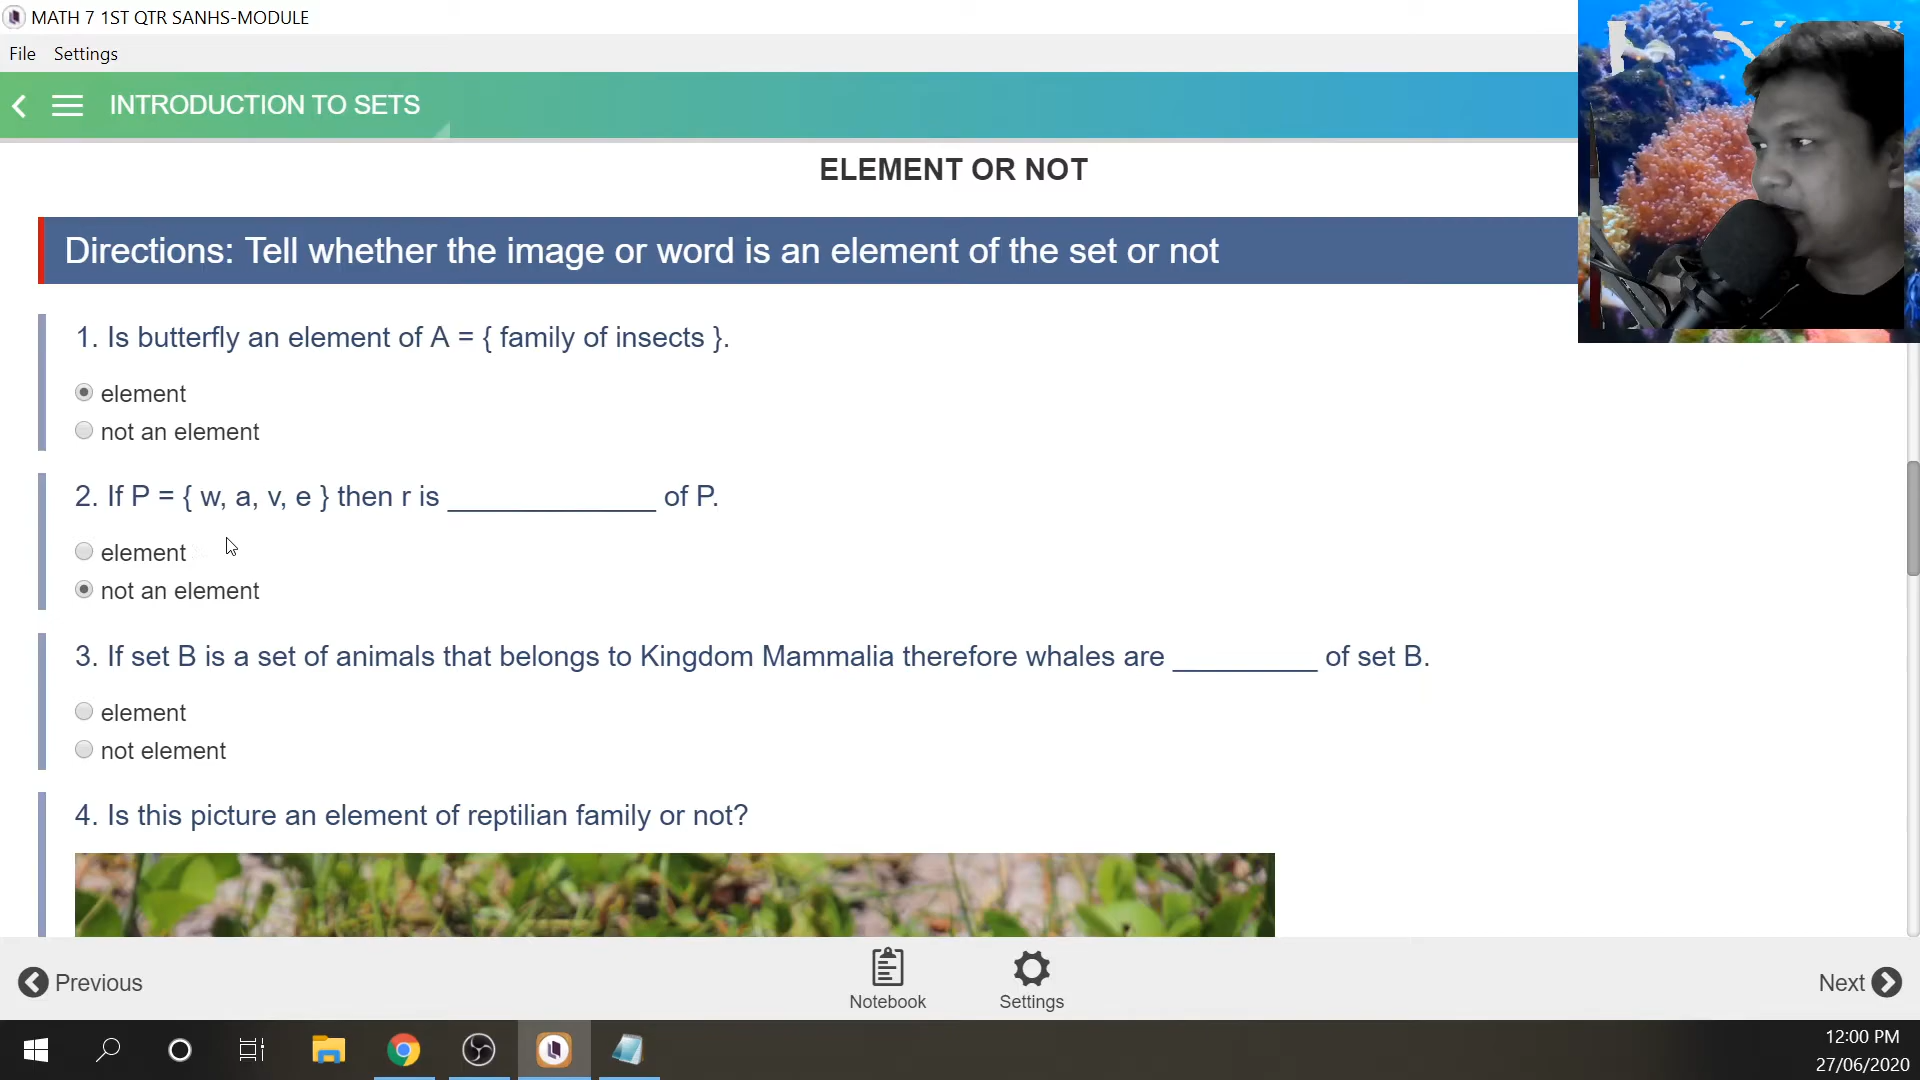 MATH 7 1ST QTR SANHS-MODULE
File Settings
INTRODUCTION TO SETS
ELEMENT OR NOT
Directions: Tell whether the image or word is an element of the set or not
1. Is butterfly an element of A = { family of insects }.
element
not an element
2. If P = { w, a, v, e } then r is _____________ of P.
element
not an element
3. If set B is a set of animals that belongs to Kingdom Mammalia therefore whales are _________ of set B.
element
not element
4. Is this picture an element of reptilian family or not?
Previous
Notebook
Settings
Next
12:00 PM
27/06/2020